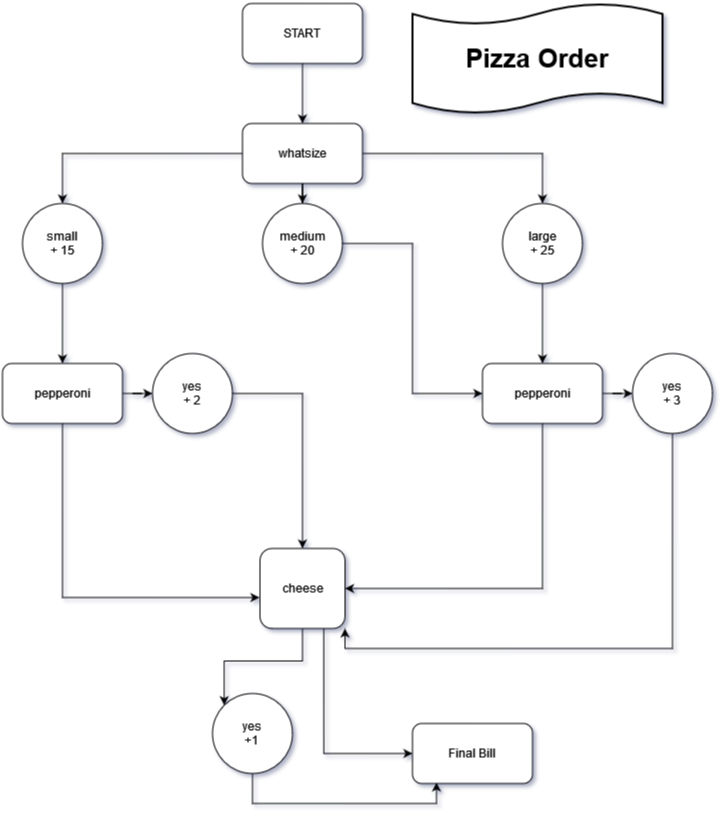 START
Pizza Order
whatsize
small
+ 15
medium
+ 20
large
+ 25
pepperoni
yes
+ 2
pepperoni
yes
+ 3
cheese
yes
+1
Final Bill